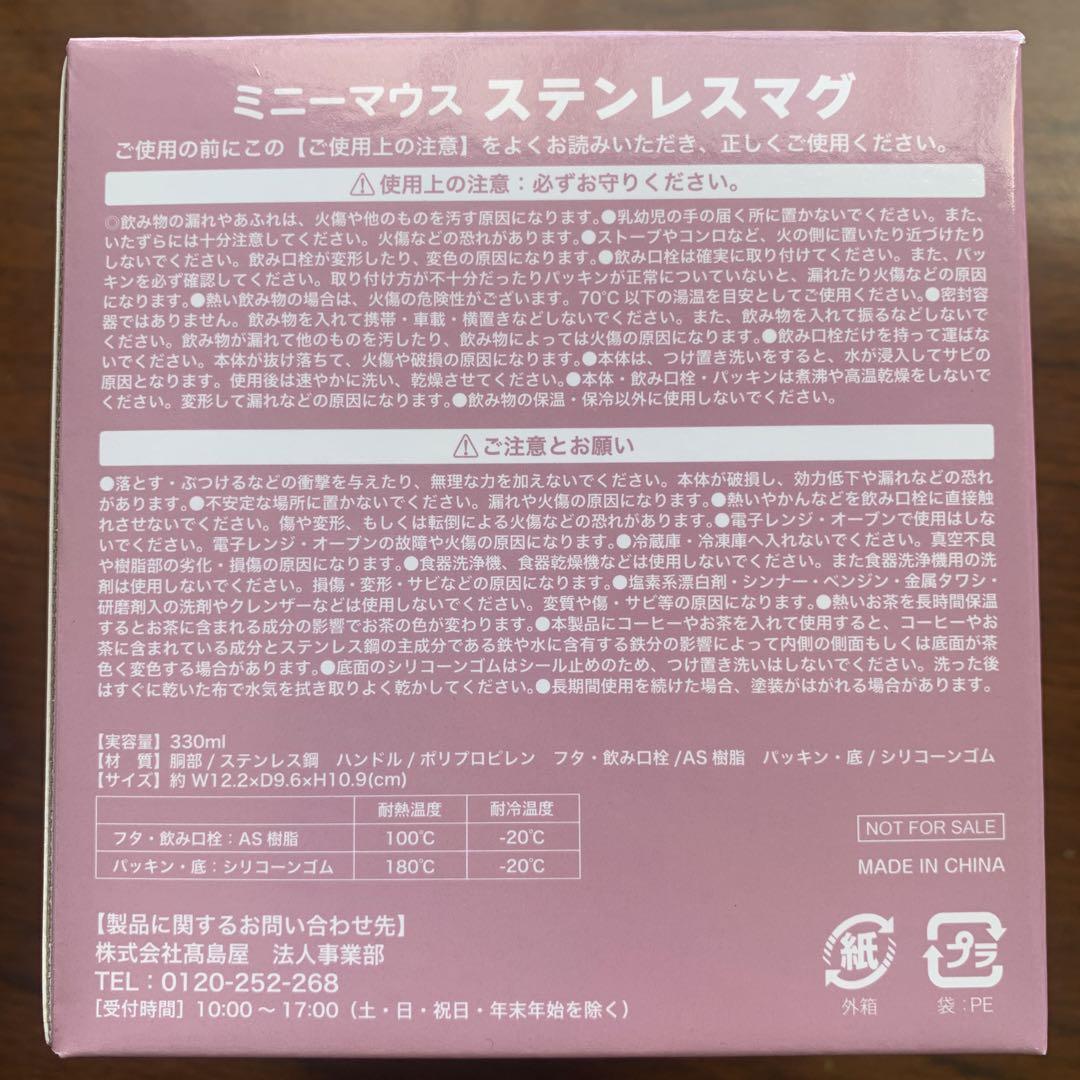 ミニーマウス ステンレスマグ
ご使用の前にこの【ご使用上の注意】をよくお読みいただき、正しくご使用ください。
⚠使用上の注意：必ずお守りください。
◎飲み物の漏れやあふれは、火傷や他のものを汚す原因になります。●乳幼児の手の届く所に置かないでください。また、
いたずらには十分注意してください。火傷などの恐れがあります。●ストーブやコンロなど、火の側に置いたり近づけたり
しないでください。飲み口栓が変形したり、変色の原因になります。●飲み口栓は確実に取り付けてください。また、パッ
キンを必ず確認してください。取り付け方が不十分だったりパッキンが正常についていないと、漏れたり火傷などの原因
になります。●熱い飲み物の場合は、火傷の危険性がございます。70℃以下の湯温を目安としてご使用ください。●密封容
器ではありません。飲み物を入れて携帯・車載・横置きなどしないでください。また、飲み物を入れて振るなどしないで
ください。飲み物が漏れて他のものを汚したり、飲み物によっては火傷の原因になります。●飲み口栓だけを持って運ばな
いでください。本体が抜け落ちて、火傷や破損の原因になります。●本体は、つけ置き洗いをすると、水が浸入してサビの
原因となります。使用後は速やかに洗い、乾燥させてください。●本体・飲み口栓・パッキンは煮沸や高温乾燥をしないで
ください。変形して漏れなどの原因になります。●飲み物の保温・保冷以外に使用しないでください。
⚠ご注意とお願い
●落とす・ぶつけるなどの衝撃を与えたり、無理な力を加えないでください。本体が破損し、効力低下や漏れなどの恐れ
があります。●不安定な場所に置かないでください。漏れや火傷の原因になります。●熱いやかんなどを飲み口栓に直接触
れさせないでください。傷や変形、もしくは転倒による火傷などの恐れがあります。●電子レンジ・オーブンで使用はしな
いでください。電子レンジ・オーブンの故障や火傷の原因になります。●冷蔵庫・冷凍庫へ入れないでください。真空不良
や樹脂部の劣化・損傷の原因になります。●食器洗浄機、食器乾燥機などは使用しないでください。また食器洗浄機用の洗
剤は使用しないでください。損傷・変形・サビなどの原因になります。●塩素系漂白剤・シンナー・ベンジン・金属タワシ・
研磨剤入の洗剤やクレンザーなどは使用しないでください。変質や傷・サビ等の原因になります。●熱いお茶を長時間保温
するとお茶に含まれる成分の影響でお茶の色が変わります。●本製品にコーヒーやお茶を入れて使用すると、コーヒーやお
茶に含まれている成分とステンレス鋼の主成分である鉄や水に含有する鉄分の影響によって内側の側面もしくは底面が茶
色く変色する場合があります。●底面のシリコーンゴムはシール止めのため、つけ置き洗いはしないでください。洗った後
はすぐに乾いた布で水気を拭き取りよく乾かしてください。●長期間使用を続けた場合、塗装がはがれる場合があります。
【実容量】330ml
【材　質】胴部/ステンレス鋼　ハンドル/ポリプロピレン　フタ・飲み口栓/AS樹脂　パッキン・底/シリコーンゴム
【サイズ】約 W12.2×D9.6×H10.9(cm)
耐熱温度 耐冷温度
フタ・飲み口栓：AS樹脂 100℃ -20℃
パッキン・底：シリコーンゴム 180℃ -20℃
NOT FOR SALE
MADE IN CHINA
【製品に関するお問い合わせ先】
株式会社髙島屋　法人事業部
TEL：0120-252-268
[受付時間] 10:00～17:00（土・日・祝日・年末年始を除く）
紙
外箱
プラ
袋：PE